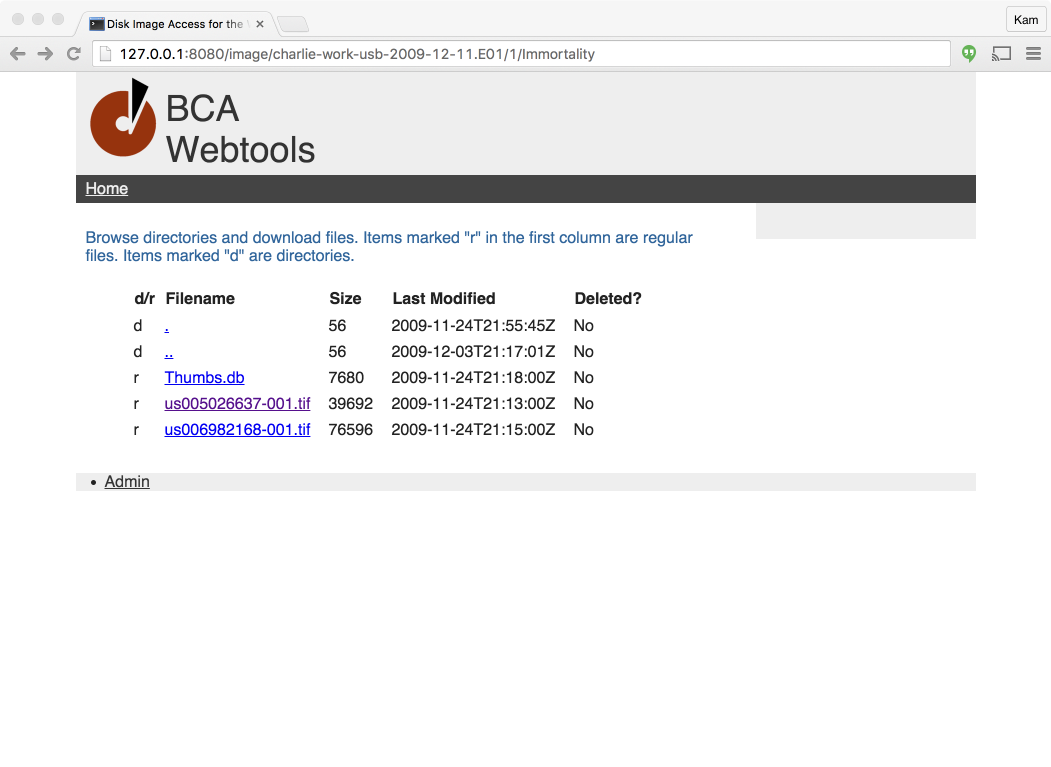 Disk Image Access for the
Kam
127.0.0.1:8080/image/charlie-work-usb-2009-12-11.E01/1/Immortality
BCA
Webtools
Home
Browse directories and download files. Items marked "r" in the first column are regular
files. Items marked "d" are directories.
d/r Filename Size Last Modified Deleted?
d . 56 2009-11-24T21:55:45Z No
d .. 56 2009-12-03T21:17:01Z No
r Thumbs.db 7680 2009-11-24T21:18:00Z No
r us005026637-001.tif 39692 2009-11-24T21:13:00Z No
r us006982168-001.tif 76596 2009-11-24T21:15:00Z No
• Admin